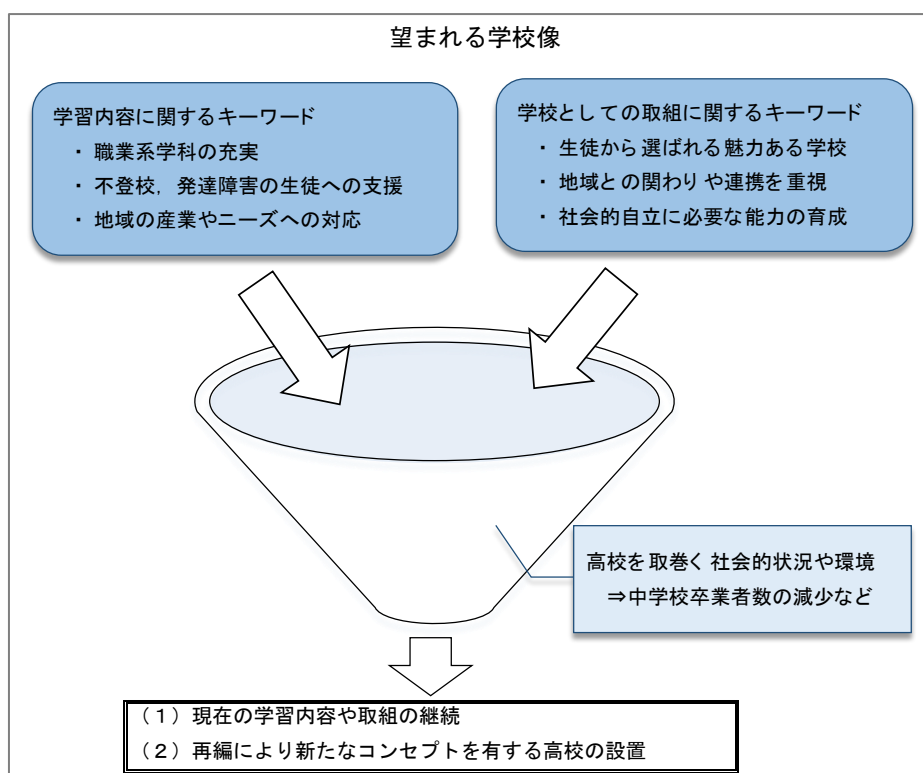 望まれる学校像
学習内容に関するキーワード
・ 職業系学科の充実
・ 不登校，発達障害の生徒への支援
・ 地域の産業やニーズへの対応
学校としての取組に関するキーワード
・ 生徒から選ばれる魅力ある学校
・ 地域との関わりや連携を重視
・ 社会的自立に必要な能力の育成
高校を取巻く社会的状況や環境
⇒中学校卒業者数の減少など
（１）現在の学習内容や取組の継続
（２）再編により新たなコンセプトを有する高校の設置